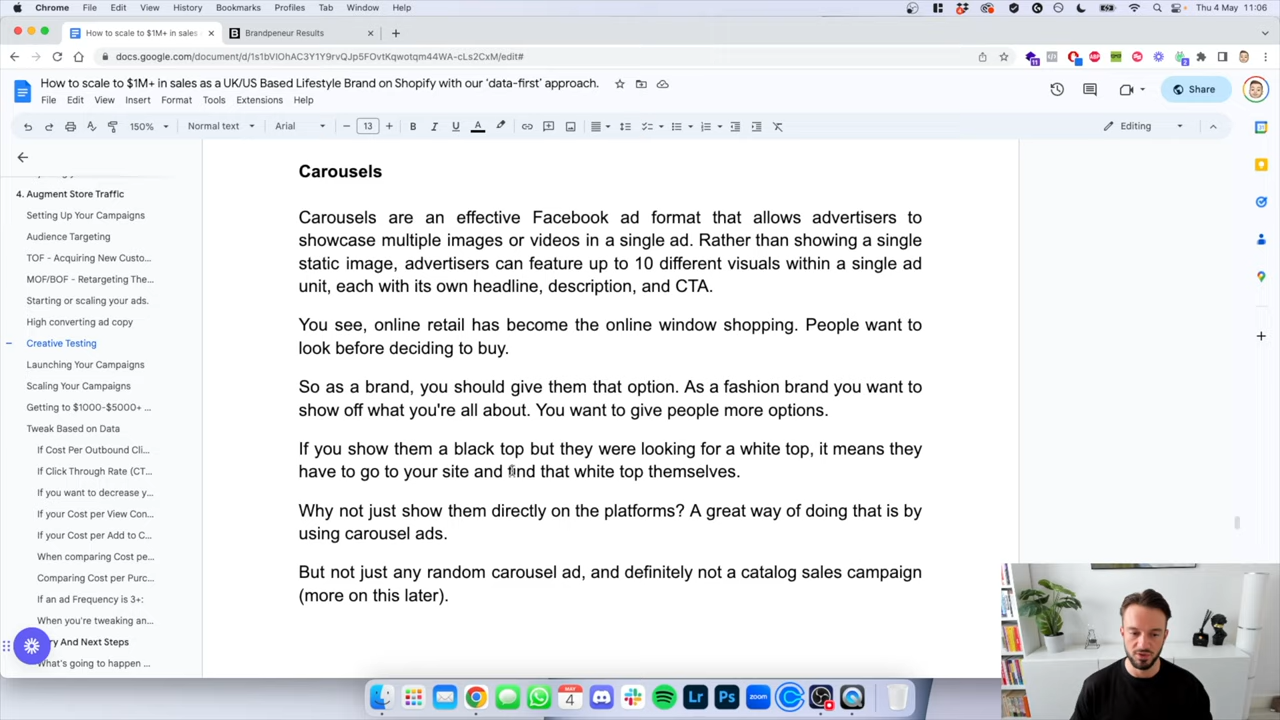 Chrome File Edit View History Bookmarks Profiles Tab Window Help Thu 4 May 11:06
How to scale to $1M+ in sales Brandpeneur Results
docs.google.com/document/d/1s1bVIOhAC3Y1Y9rvQJp5FOvtKqwotqm44WA-cLs2CxM/edit#
How to scale to $1M+ in sales as a UK/US Based Lifestyle Brand on Shopify with our 'data-first' approach.
File Edit View Insert Format Tools Extensions Help
Share
150% Normal text Arial 13 Editing
4. Augment Store Traffic
Setting Up Your Campaigns
Audience Targeting
TOF - Acquiring New Custo...
MOF/BOF - Retargeting The...
Starting or scaling your ads.
High converting ad copy
Creative Testing
Launching Your Campaigns
Scaling Your Campaigns
Getting to $1000-$5000+ ...
Tweak Based on Data
If Cost Per Outbound Cli...
If Click Through Rate (CT...
If you want to decrease y...
If your Cost per View Con...
If your Cost per Add to C...
When comparing Cost pe...
Comparing Cost per Purc...
If an ad Frequency is 3+:
When you're tweaking an...
ry And Next Steps
What's going to happen ...
Carousels
Carousels are an effective Facebook ad format that allows advertisers to
showcase multiple images or videos in a single ad. Rather than showing a single
static image, advertisers can feature up to 10 different visuals within a single ad
unit, each with its own headline, description, and CTA.
You see, online retail has become the online window shopping. People want to
look before deciding to buy.
So as a brand, you should give them that option. As a fashion brand you want to
show off what you're all about. You want to give people more options.
If you show them a black top but they were looking for a white top, it means they
have to go to your site and find that white top themselves.
Why not just show them directly on the platforms? A great way of doing that is by
using carousel ads.
But not just any random carousel ad, and definitely not a catalog sales campaign
(more on this later).
MAY
4
Lr
Ps
zoom